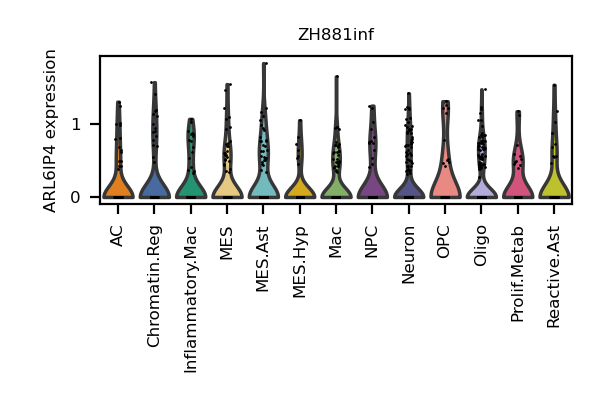 ZH881inf
ARL6IP4 expression
1
0
AC
Chromatin.Reg
Inflammatory.Mac
MES
MES.Ast
MES.Hyp
Mac
NPC
Neuron
OPC
Oligo
Prolif.Metab
Reactive.Ast